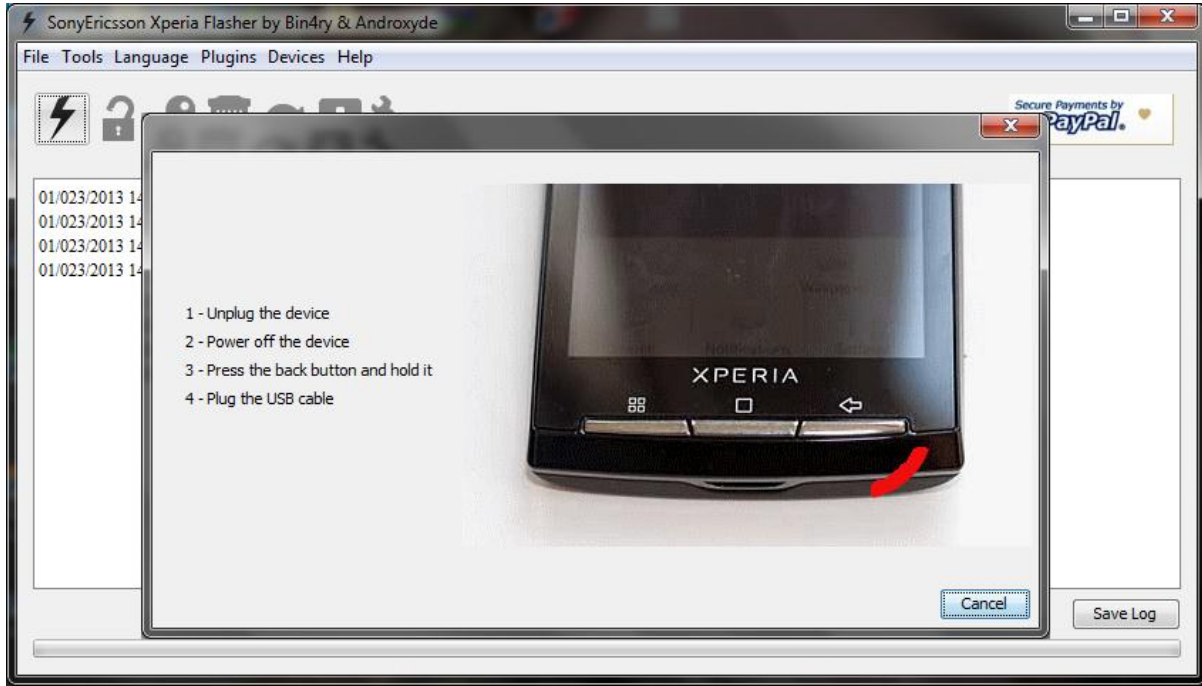 SonyEricsson Xperia Flasher by Bin4ry & Androxyde
File Tools Language Plugins Devices Help
Secure Payments by
PayPal.
01/023/2013 14
01/023/2013 14
01/023/2013 14
01/023/2013 14
1 - Unplug the device
2 - Power off the device
3 - Press the back button and hold it
4 - Plug the USB cable
XPERIA
Cancel
Save Log